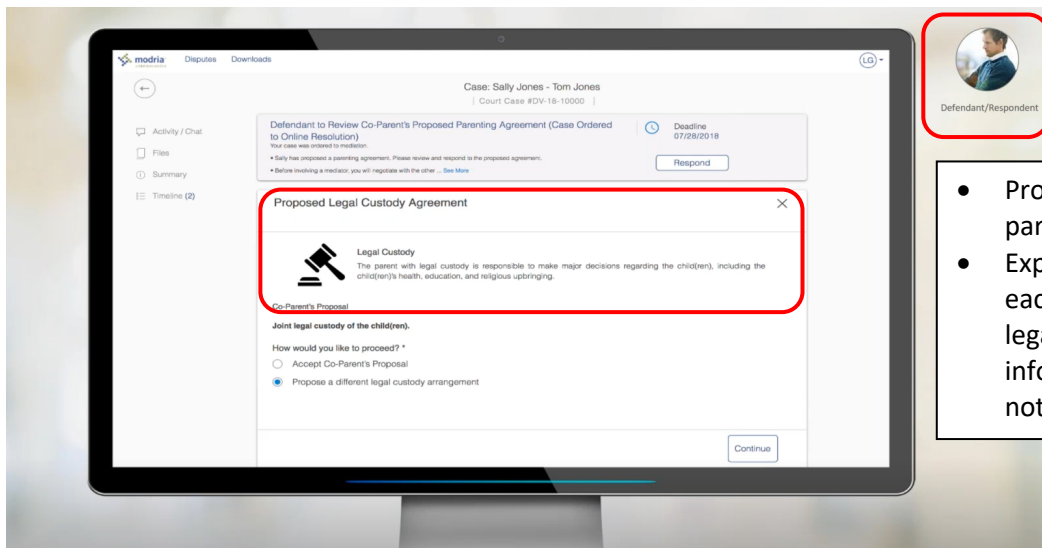 modria Disputes Downloads LG
Case: Sally Jones - Tom Jones
| Court Case #DV-18-10000 |
Activity / Chat
Files
Summary
Timeline (2)
Defendant to Review Co-Parent's Proposed Parenting Agreement (Case Ordered
to Online Resolution)
Your case was ordered to mediation.
• Sally has proposed a parenting agreement. Please review and respond to the proposed agreement.
• Before involving a mediator, you will negotiate with the other ... See More
Deadline
07/28/2018
Respond
Proposed Legal Custody Agreement
Legal Custody
The parent with legal custody is responsible to make major decisions regarding the child(ren), including the
child(ren)'s health, education, and religious upbringing.
Co-Parent's Proposal
Joint legal custody of the child(ren).
How would you like to proceed? *
Accept Co-Parent's Proposal
Propose a different legal custody arrangement
Continue
Defendant/Respondent
• Pro
par
• Exp
eac
lega
info
not